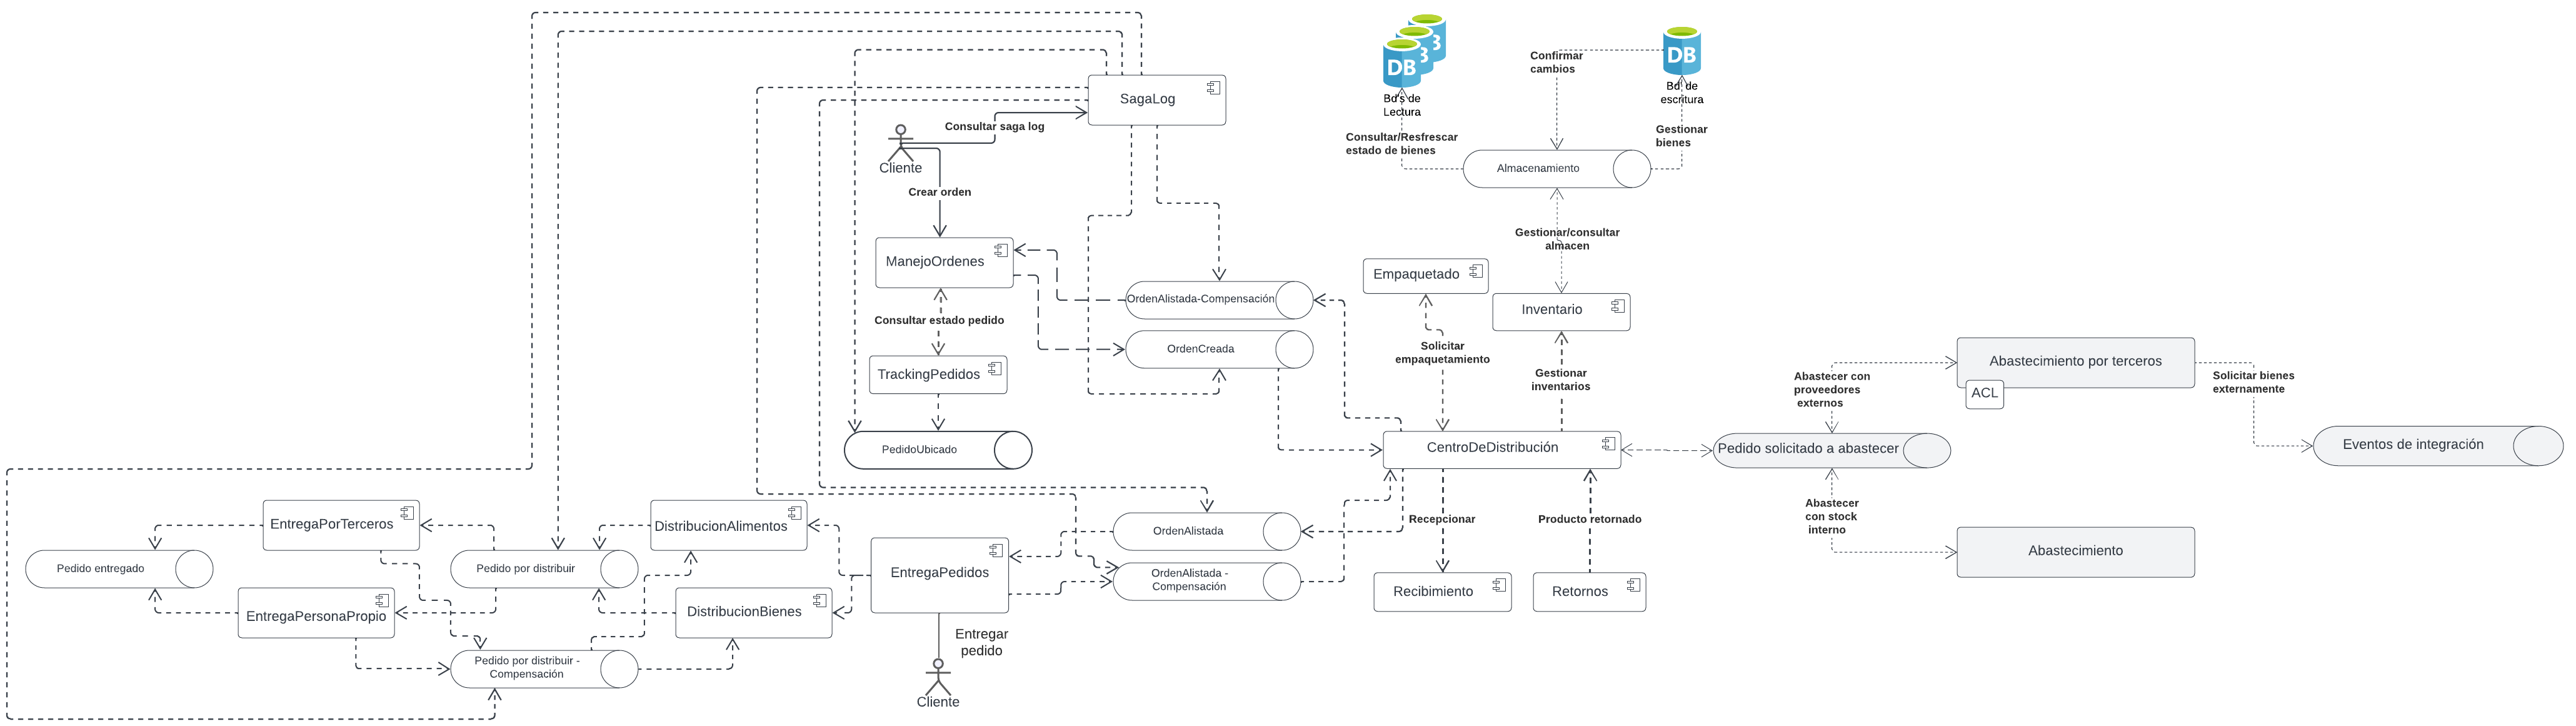 SagaLog
Consultar saga log
Cliente
Crear orden
ManejoOrdenes
Consultar estado pedido
TrackingPedidos
PedidoUbicado
OrdenAlistada-Compensación
OrdenCreada
DB
Bd's de
Lectura
Consultar/Resfrescar
estado de bienes
Confirmar
cambios
DB
Bd de
escritura
Gestionar
bienes
Almacenamiento
Gestionar/consultar
almacen
Empaquetado
Inventario
Solicitar
empaquetamiento
Gestionar
inventarios
CentroDeDistribución
Recepcionar
Producto retornado
Recibimiento
Retornos
Abastecer con
proveedores
externos
Abastecimiento por terceros
ACL
Solicitar bienes
externamente
Pedido solicitado a abastecer
Eventos de integración
Abastecer
con stock
interno
Abastecimiento
EntregaPorTerceros
Pedido entregado
EntregaPersonaPropio
Pedido por distribuir
Pedido por distribuir -
Compensación
DistribucionAlimentos
DistribucionBienes
EntregaPedidos
Entregar
pedido
Cliente
OrdenAlistada
OrdenAlistada -
Compensación